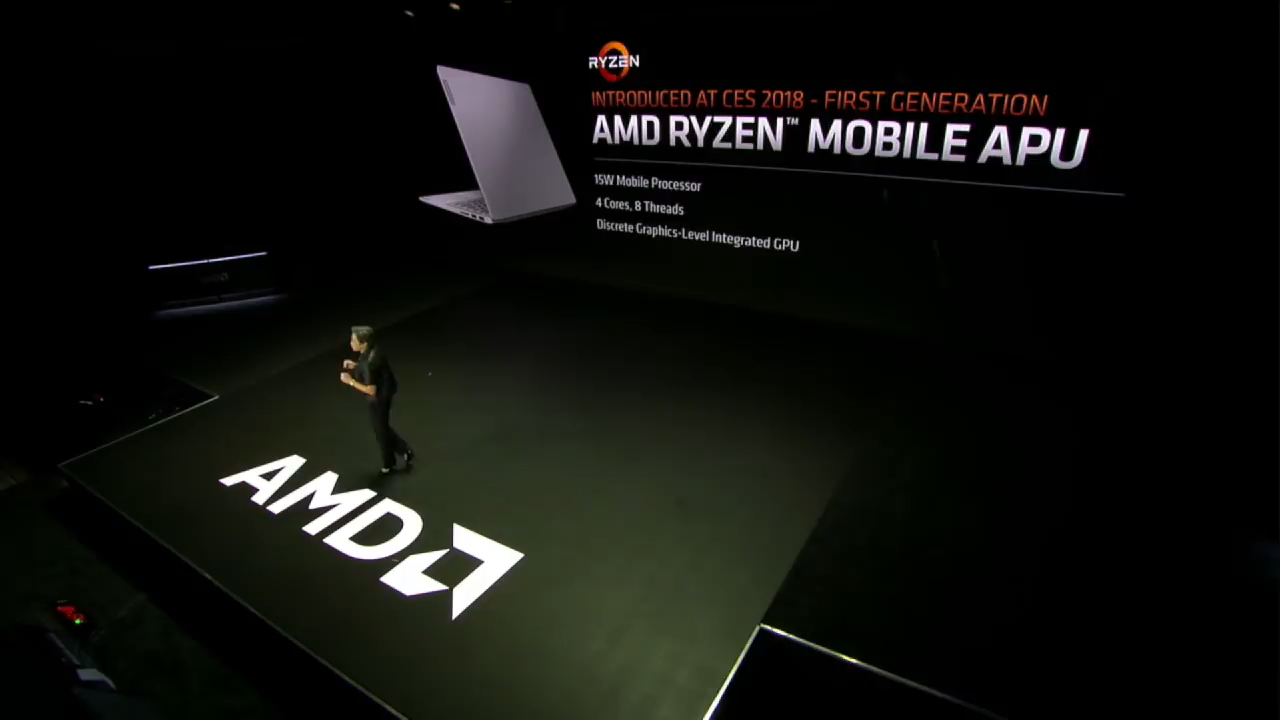 RYZEN
INTRODUCED AT CES 2018 - FIRST GENERATION
AMD RYZEN™ MOBILE APU
15W Mobile Processor
4 Cores, 8 Threads
Discrete Graphics-Level Integrated GPU
AMD